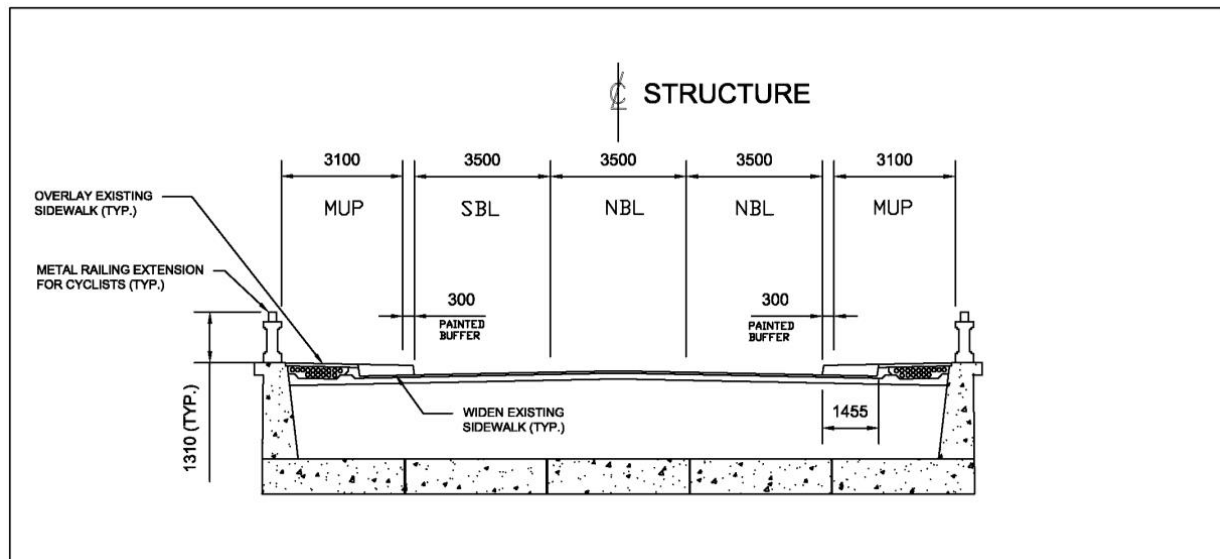 ℄ STRUCTURE
3100 3500 3500 3500 3100
MUP SBL NBL NBL MUP
OVERLAY EXISTING
SIDEWALK (TYP.)
METAL RAILING EXTENSION
FOR CYCLISTS (TYP.)
300
PAINTED
BUFFER
300
PAINTED
BUFFER
1310 (TYP.)
WIDEN EXISTING
SIDEWALK (TYP.)
1455